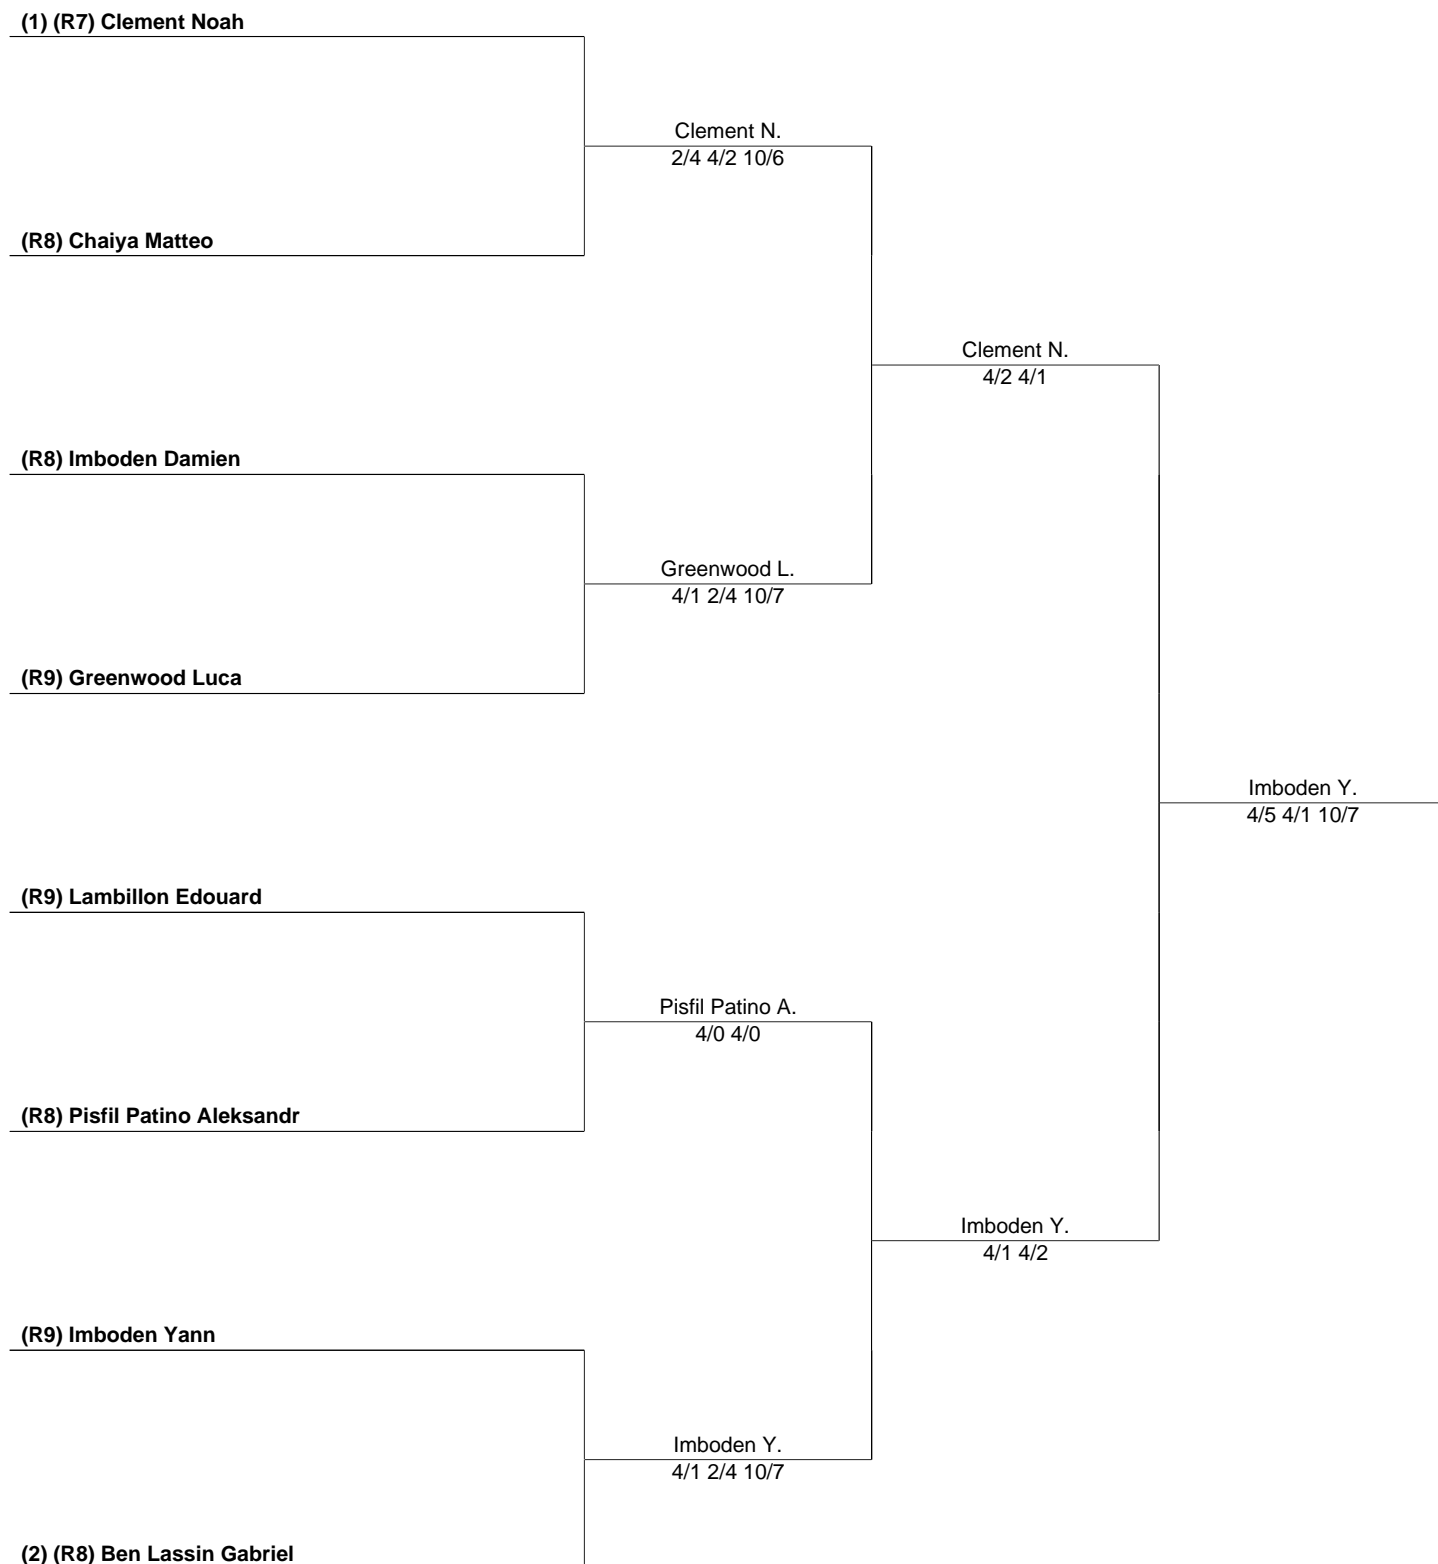 (1) (R7) Clement Noah
Clement N.
2/4 4/2 10/6
(R8) Chaiya Matteo
Clement N.
4/2 4/1
(R8) Imboden Damien
Greenwood L.
4/1 2/4 10/7
(R9) Greenwood Luca
Imboden Y.
4/5 4/1 10/7
(R9) Lambillon Edouard
Pisfil Patino A.
4/0 4/0
(R8) Pisfil Patino Aleksandr
Imboden Y.
4/1 4/2
(R9) Imboden Yann
Imboden Y.
4/1 2/4 10/7
(2) (R8) Ben Lassin Gabriel